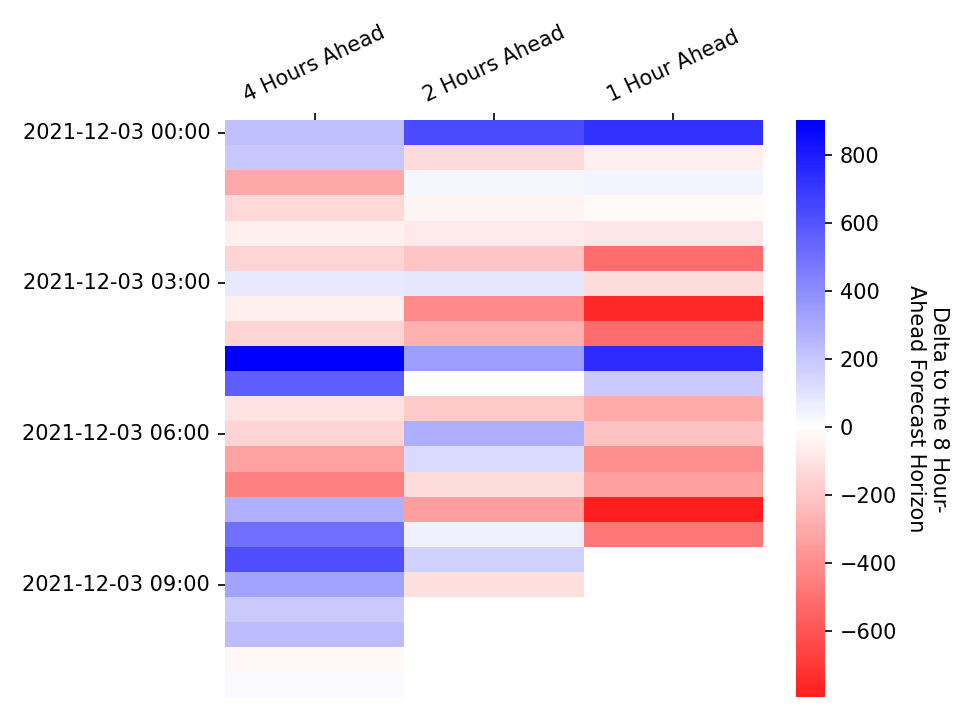 4 Hours Ahead
2 Hours Ahead
1 Hour Ahead
2021-12-03 00:00
2021-12-03 03:00
2021-12-03 06:00
2021-12-03 09:00
800
600
400
200
0
−200
−400
−600
Delta to the 8 Hour-
Ahead Forecast Horizon